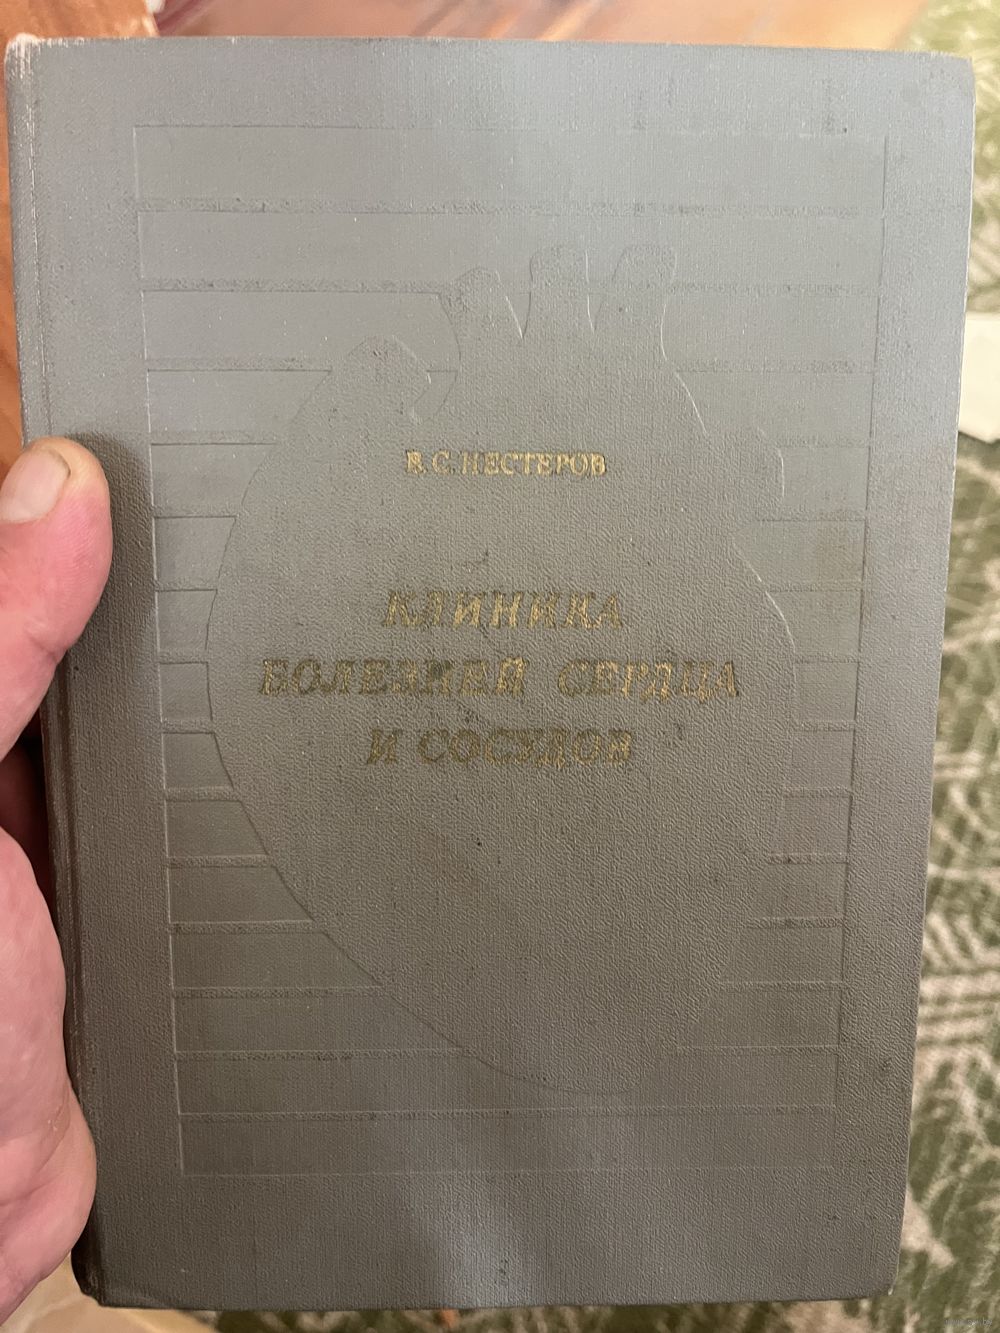 В. С. НЕСТЕРОВ
КЛИНИКА
БОЛЕЗНЕЙ СЕРДЦА
И СОСУДОВ